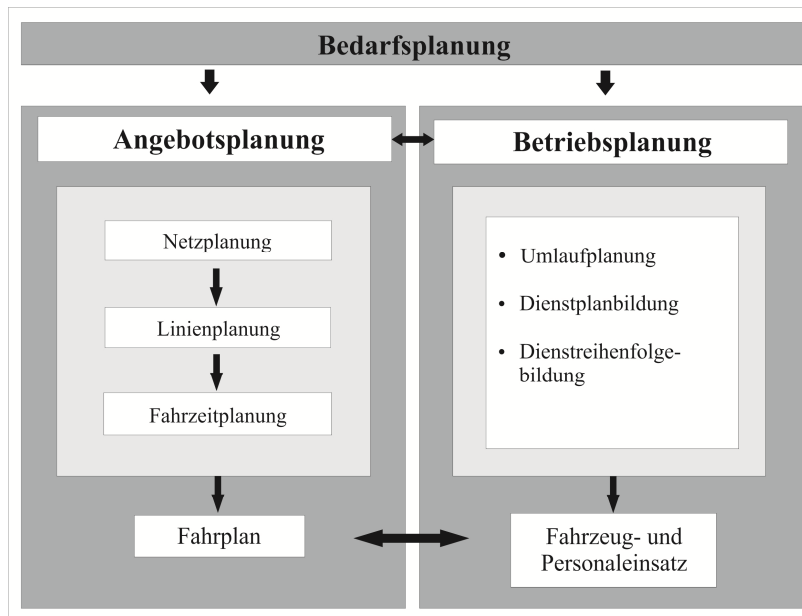 Bedarfsplanung
Angebotsplanung
Netzplanung
Linienplanung
Fahrzeitplanung
Fahrplan
Betriebsplanung
• Umlaufplanung
• Dienstplanbildung
• Dienstreihenfolge-
bildung
Fahrzeug- und
Personaleinsatz